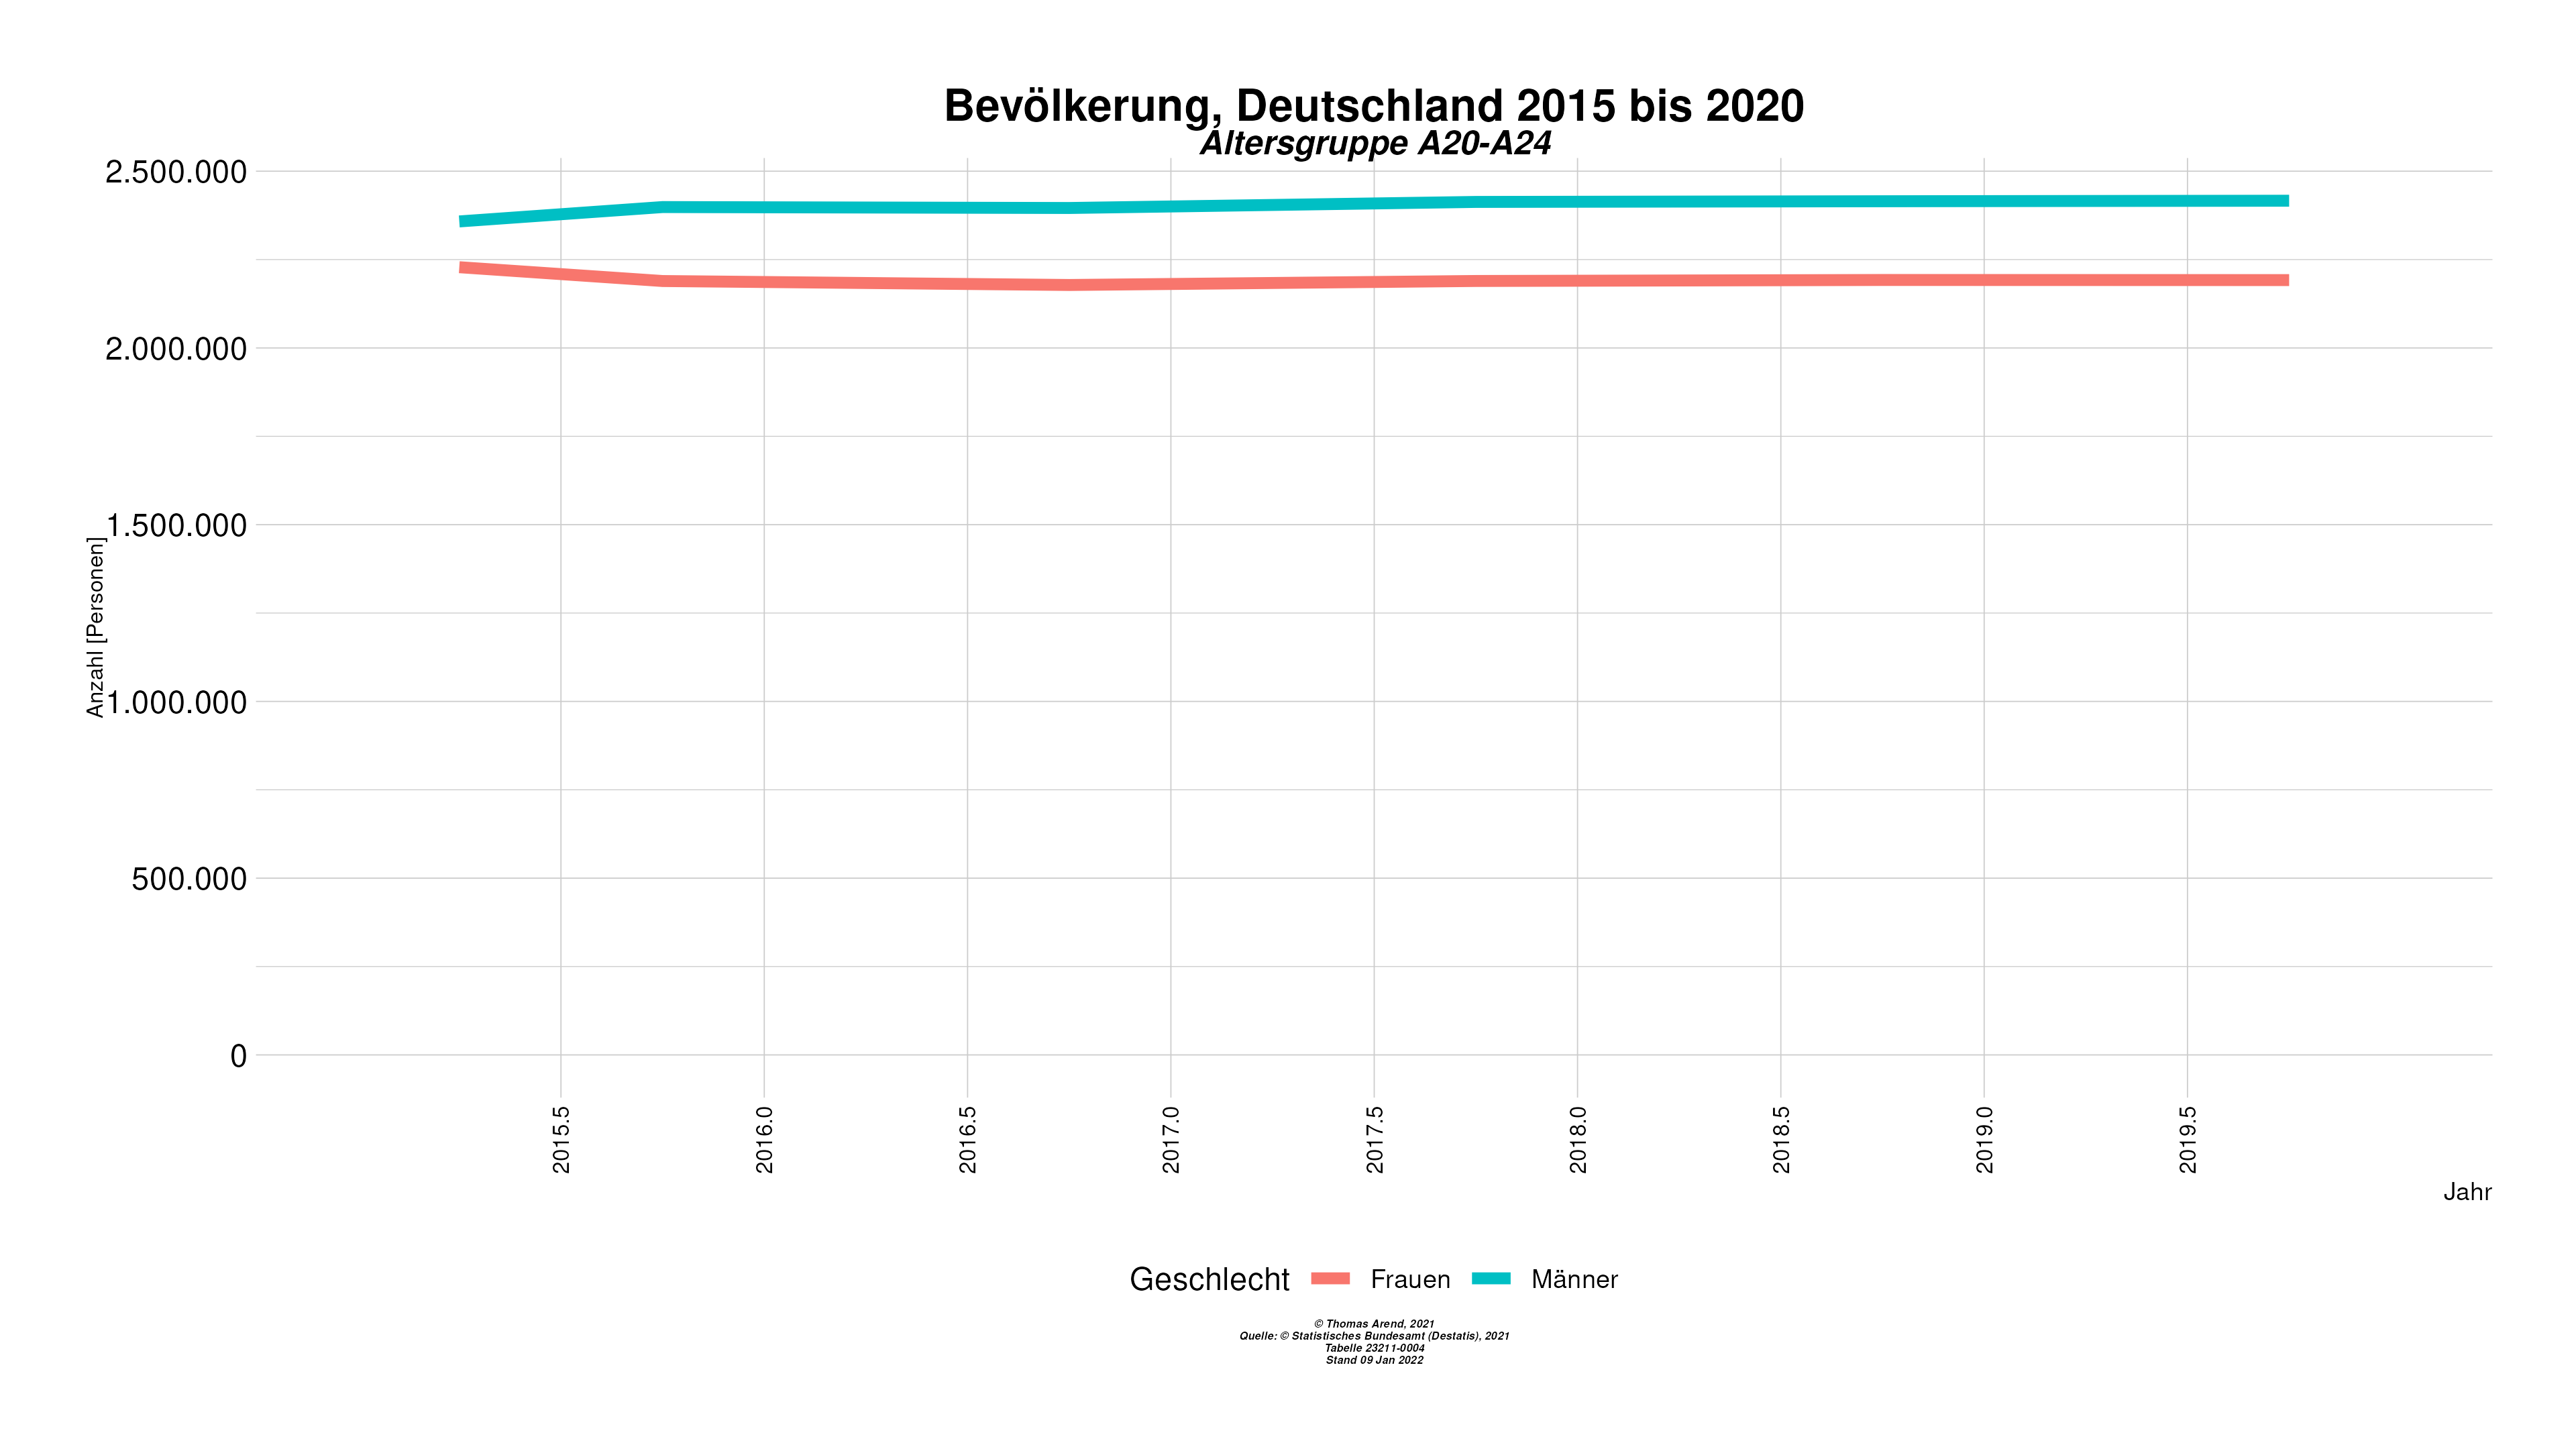 Bevölkerung, Deutschland 2015 bis 2020
Altersgruppe A20-A24
2.500.000
2.000.000
1.500.000
1.000.000
500.000
0
Anzahl [Personen]
2015.5
2016.0
2016.5
2017.0
2017.5
2018.0
2018.5
2019.0
2019.5
Jahr
Geschlecht Frauen Männer
© Thomas Arend, 2021
Quelle: © Statistisches Bundesamt (Destatis), 2021
Tabelle 23211-0004
Stand 09 Jan 2022